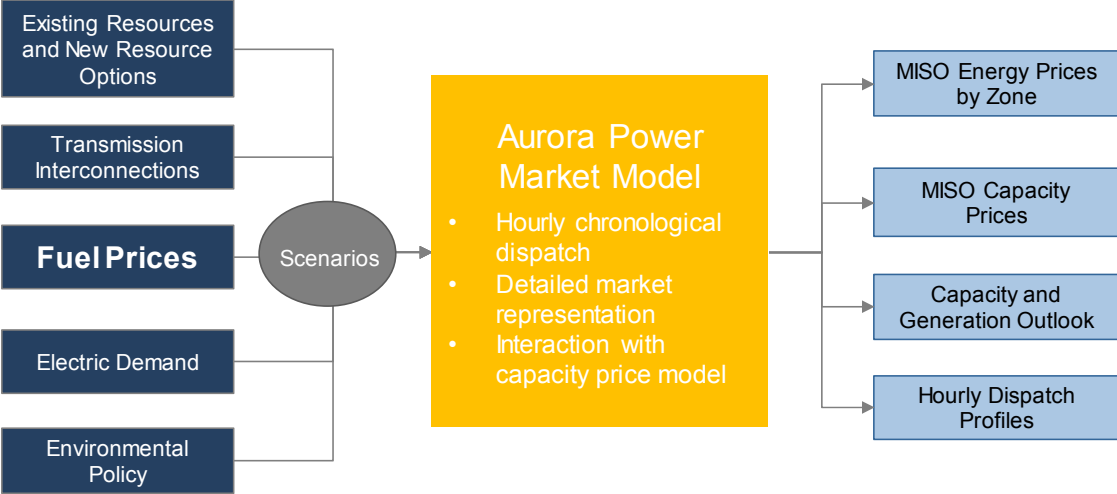 Existing Resources
and New Resource
Options
Transmission
Interconnections
Fuel Prices
Electric Demand
Environmental
Policy
Scenarios
Aurora Power
Market Model
• Hourly chronological
dispatch
• Detailed market
representation
• Interaction with
capacity price model
MISO Energy Prices
by Zone
MISO Capacity
Prices
Capacity and
Generation Outlook
Hourly Dispatch
Profiles